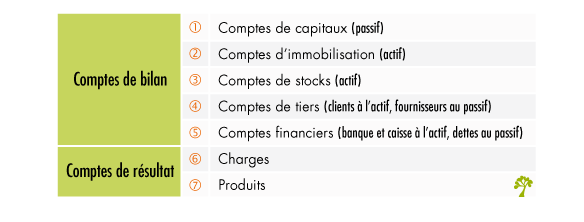 Comptes de bilan
① Comptes de capitaux (passif)
② Comptes d'immobilisation (actif)
③ Comptes de stocks (actif)
④ Comptes de tiers (clients à l'actif, fournisseurs au passif)
⑤ Comptes financiers (banque et caisse à l'actif, dettes au passif)
Comptes de résultat
⑥ Charges
⑦ Produits